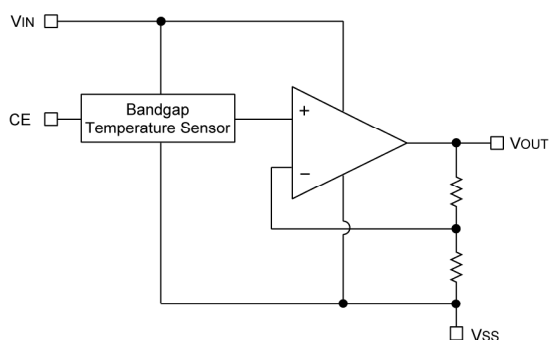 VIN
CE
Bandgap
Temperature Sensor
+
−
VOUT
VSS